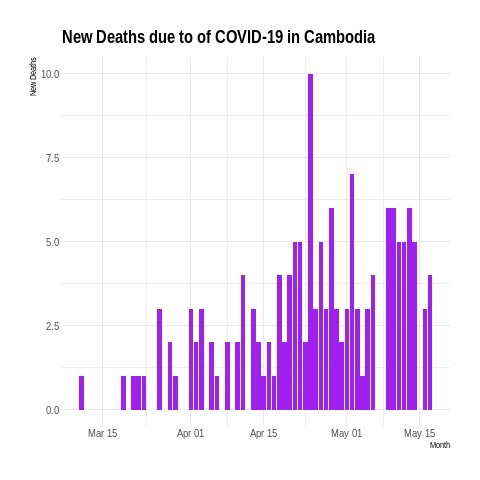 New Deaths due to of COVID-19 in Cambodia
New Deaths
10.0
7.5
5.0
2.5
0.0
Mar 15 Apr 01 Apr 15 May 01 May 15
Month